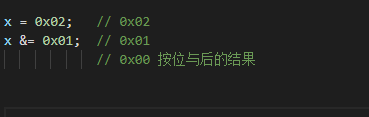 x = 0x02;   // 0x02
x &= 0x01;  // 0x01
            // 0x00 按位与后的结果